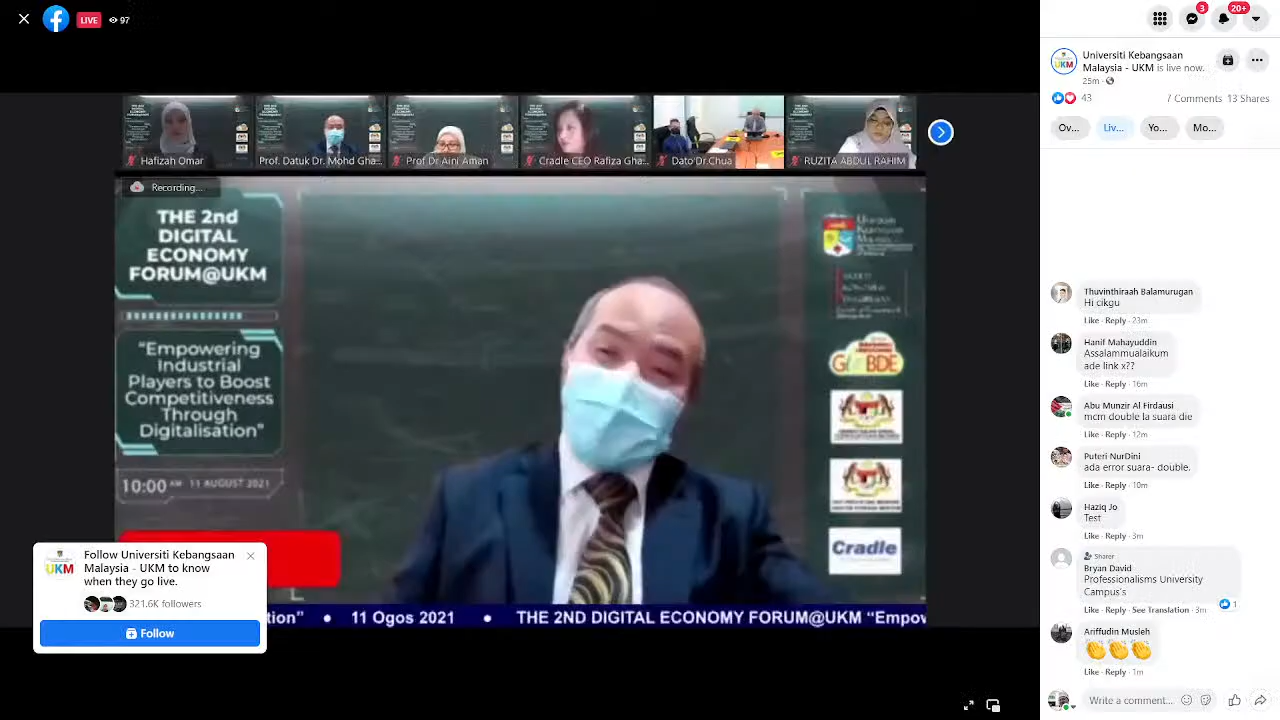 LIVE
97
3
20+
Universiti Kebangsaan
Malaysia - UKM is live now.
25m
43
7 Comments 13 Shares
Ov...
Liv...
Yo...
Mo...
Hafizah Omar
Prof. Datuk Dr. Mohd Gha...
Prof Dr Aini Aman
Cradle CEO Rafiza Gha...
Dato'Dr.Chua
RUZITA ABDUL RAHIM
Recording...
THE 2nd
DIGITAL
ECONOMY
FORUM@UKM
"Empowering
Industrial
Players to Boost
Competitiveness
Through
Digitalisation"
10:00 AM 11 AUGUST 2021
Cradle
tion" • 11 Ogos 2021 • THE 2ND DIGITAL ECONOMY FORUM@UKM "Empov
UKM
Follow Universiti Kebangsaan
Malaysia - UKM to know
when they go live.
321.6K followers
Follow
Thuvinthiraah Balamurugan
Hi cikgu
Like · Reply · 23m
Hanif Mahayuddin
Assalammualaikum
ade link x??
Like · Reply · 16m
Abu Munzir Al Firdausi
mcm double la suara die
Like · Reply · 12m
Puteri NurDini
ada error suara- double.
Like · Reply · 10m
Haziq Jo
Test
Like · Reply · 3m
Sharer
Bryan David
Professionalisms University
Campus's
Like · Reply · See Translation · 3m
1
Ariffudin Musleh
👏👏👏
Like · Reply · 1m
Write a comment...